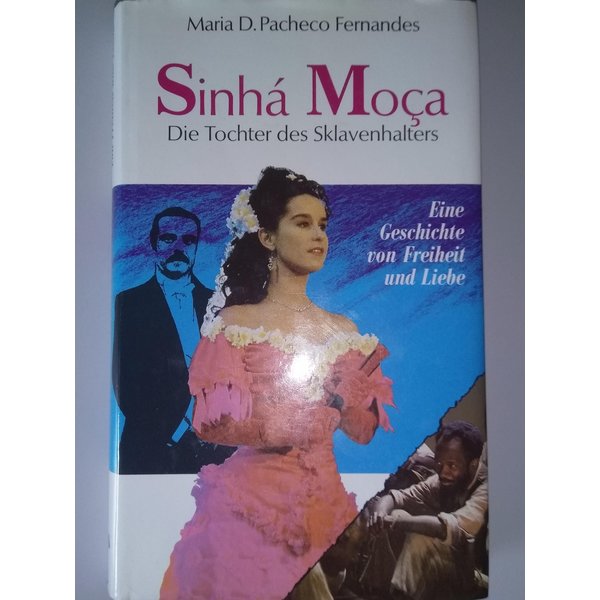 Maria D. Pacheco Fernandes
Sinhá Moça
Die Tochter des Sklavenhalters
Eine
Geschichte
von Freiheit
und Liebe